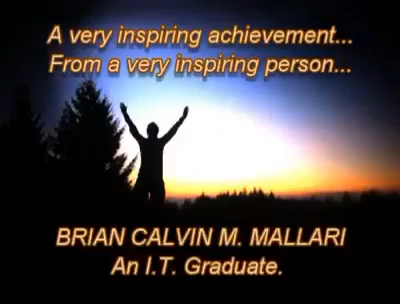 A very inspiring achievement...
From a very inspiring person...
BRIAN CALVIN M. MALLARI
An I.T. Graduate.